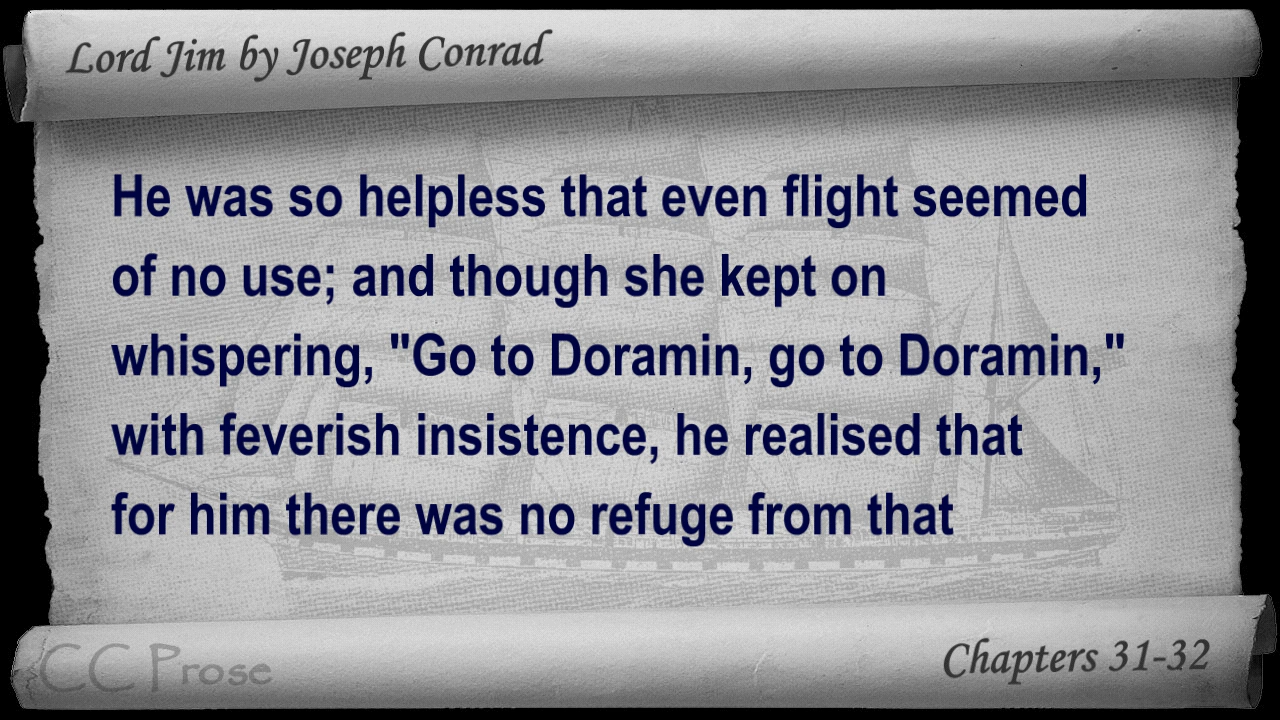 Lord Jim by Joseph Conrad
He was so helpless that even flight seemed
of no use; and though she kept on
whispering, "Go to Doramin, go to Doramin,"
with feverish insistence, he realised that
for him there was no refuge from that
CC Prose
Chapters 31-32